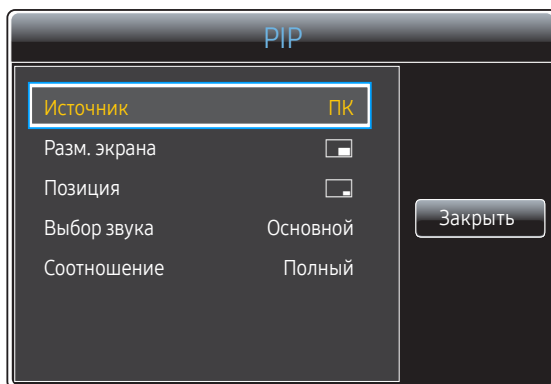 PIP
Источник ПК
Разм. экрана
Позиция
Выбор звука Основной
Соотношение Полный
Закрыть